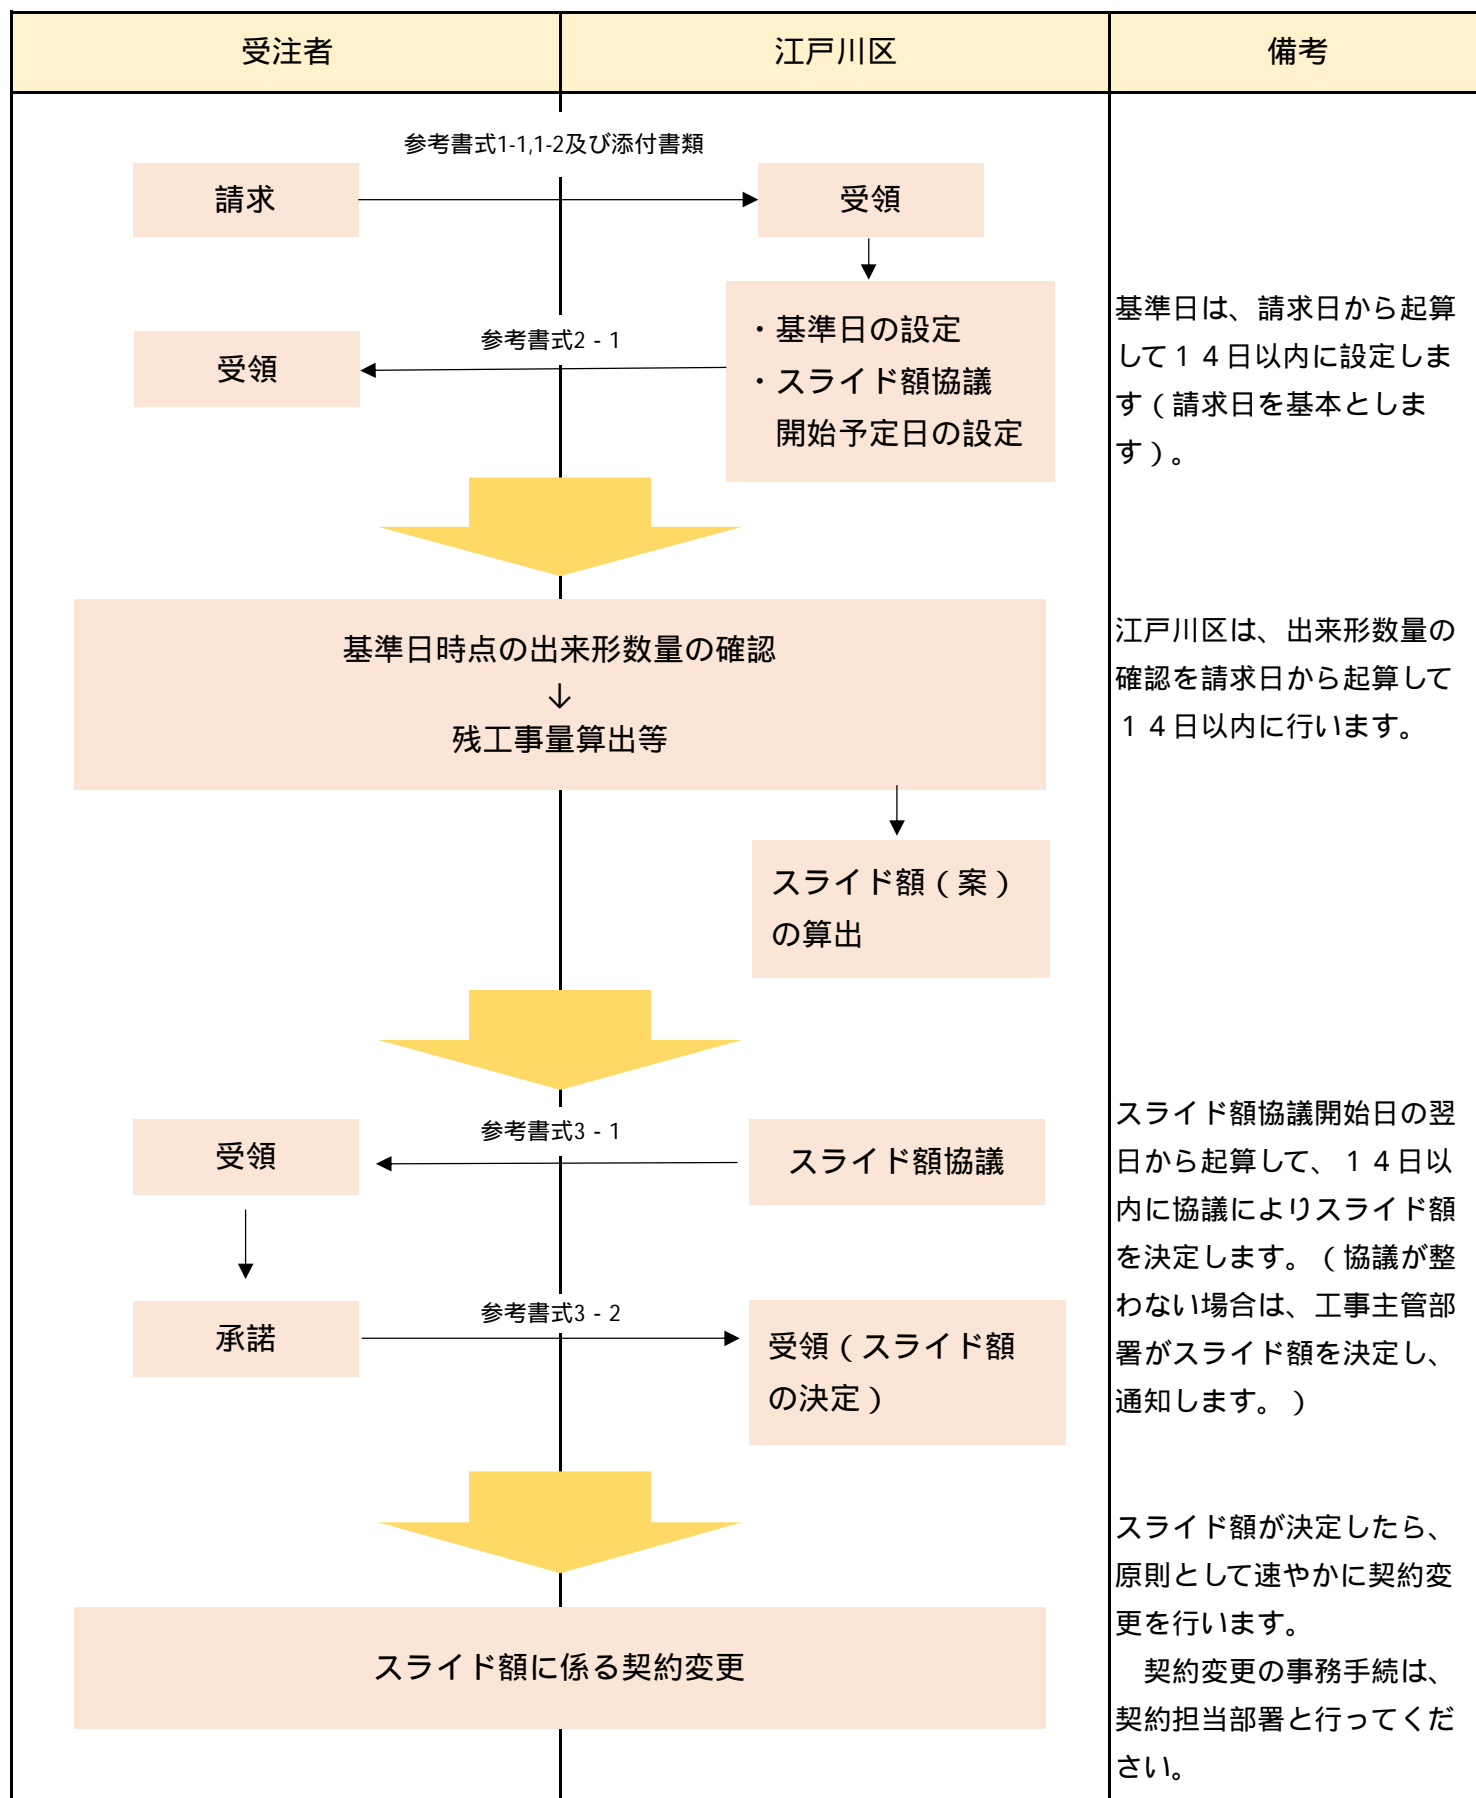 受注者
江戸川区
備考
参考書式1-1,1-2及び添付書類
請求
受領
・基準日の設定
・スライド額協議
開始予定日の設定
参考書式2‐1
受領
基準日は、請求日から起算
して１４日以内に設定しま
す（請求日を基本としま
す）。
基準日時点の出来形数量の確認
↓
残工事量算出等
江戸川区は、出来形数量の
確認を請求日から起算して
１４日以内に行います。
スライド額（案）
の算出
参考書式3‐1
受領
スライド額協議
承諾
参考書式3‐2
受領（スライド額
の決定）
スライド額協議開始日の翌
日から起算して、１４日以
内に協議によりスライド額
を決定します。（協議が整
わない場合は、工事主管部
署がスライド額を決定し、
通知します。）
スライド額に係る契約変更
スライド額が決定したら、
原則として速やかに契約変
更を行います。
　契約変更の事務手続は、
契約担当部署と行ってくだ
さい。